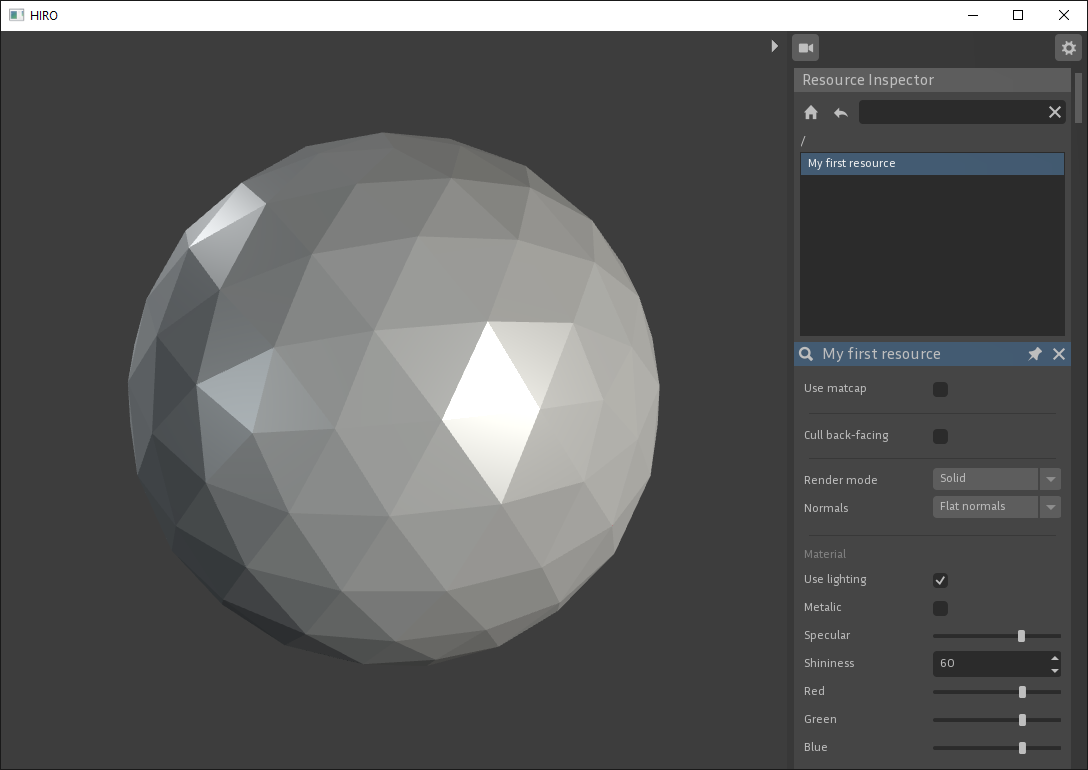 HIRO
Resource Inspector
/
My first resource
My first resource
Use matcap
Cull back-facing
Render mode Solid
Normals Flat normals
Material
Use lighting
Metalic
Specular
Shininess 60
Red
Green
Blue